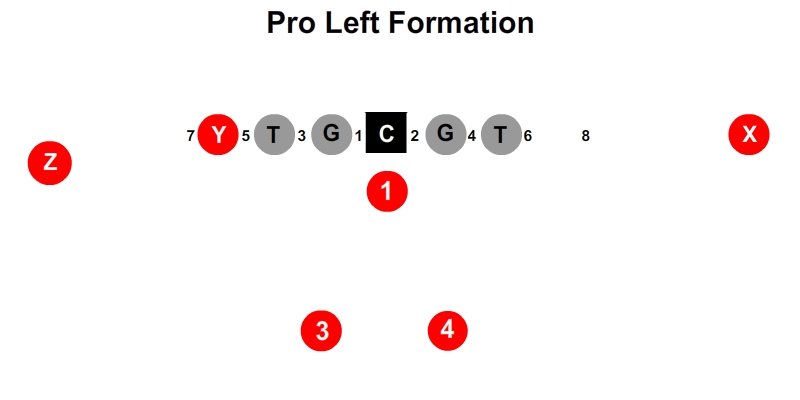 Pro Left Formation
7 Y 5 T 3 G 1 C 2 G 4 T 6 8 X
Z
1
3 4